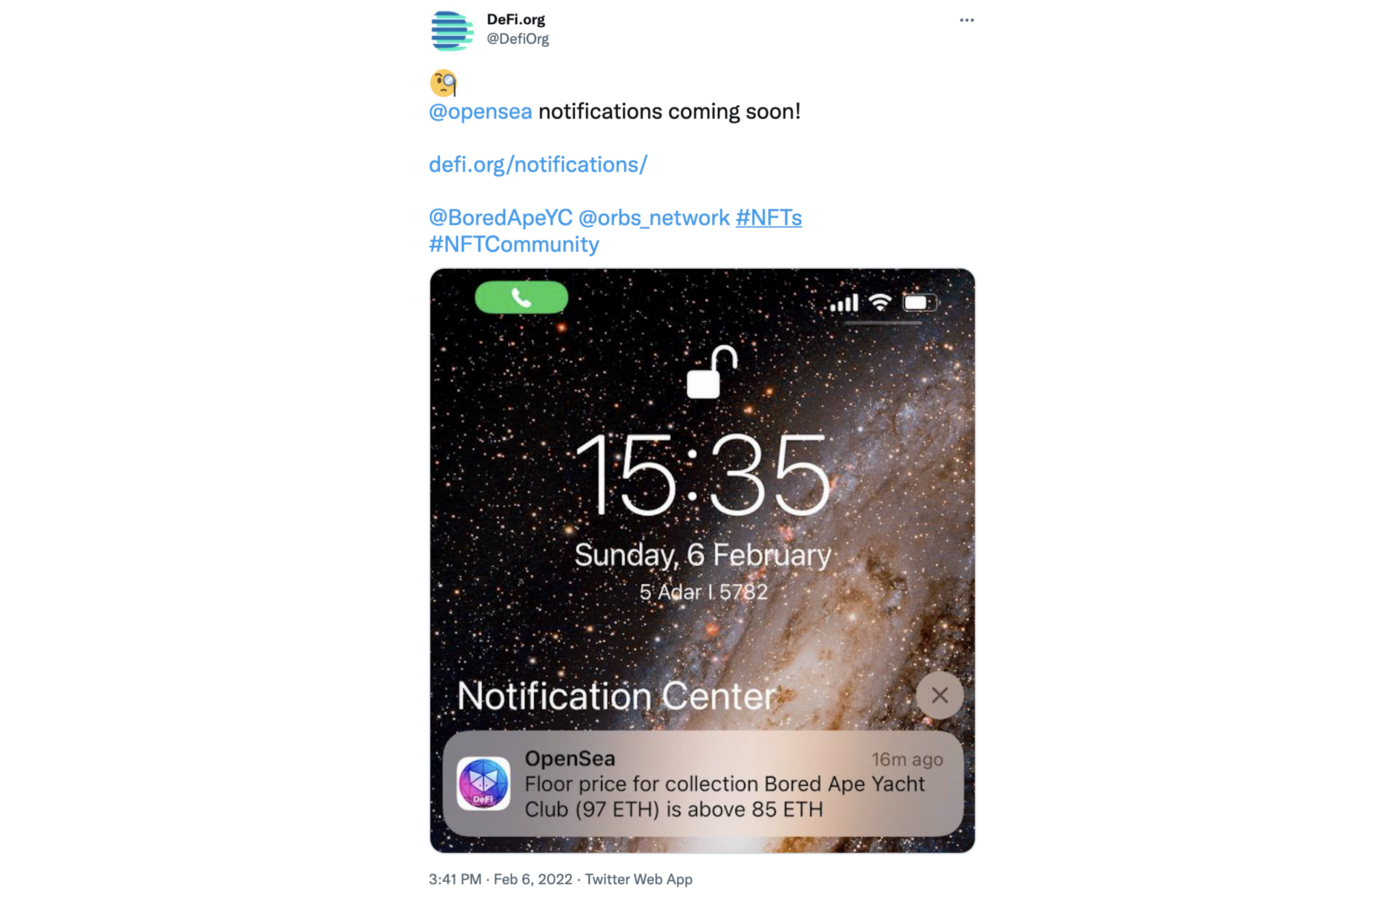 DeFi.org
@DefiOrg
@opensea notifications coming soon!
defi.org/notifications/
@BoredApeYC @orbs_network #NFTs
#NFTCommunity
15:35
Sunday, 6 February
5 Adar I 5782
Notification Center
OpenSea 16m ago
Floor price for collection Bored Ape Yacht
Club (97 ETH) is above 85 ETH
DeFi
3:41 PM · Feb 6, 2022 · Twitter Web App